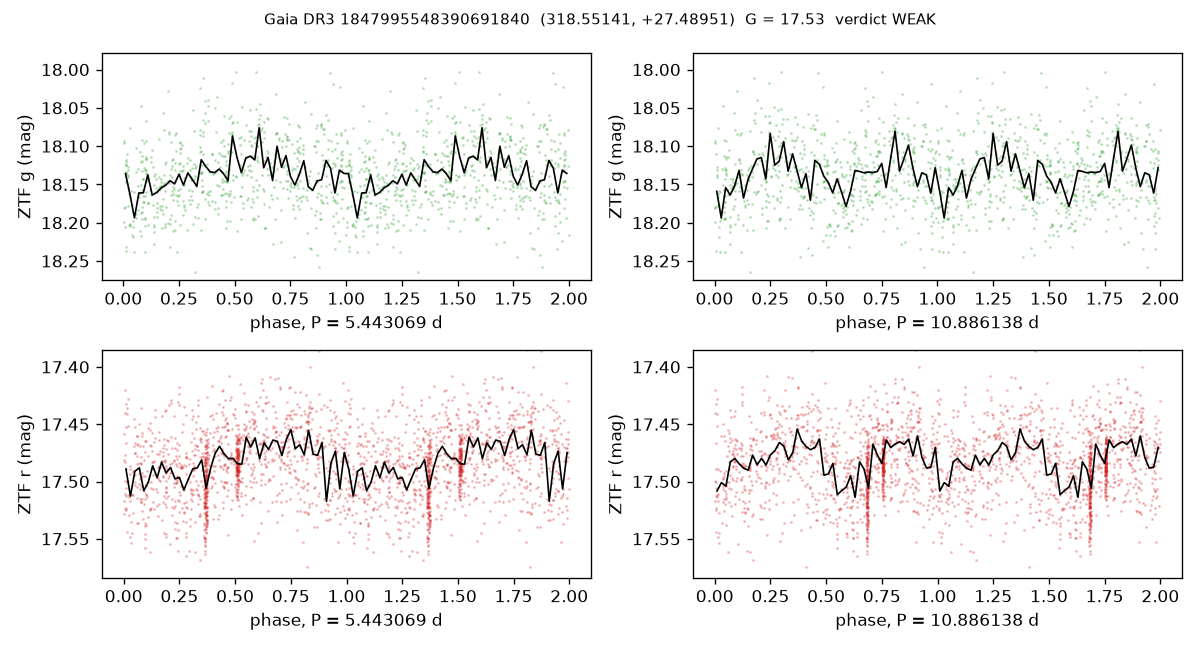 Gaia DR3 1847995548390691840 (318.55141, +27.48951) G = 17.53 verdict WEAK
ZTF g (mag)
18.00
18.05
18.10
18.15
18.20
18.25
0.00 0.25 0.50 0.75 1.00 1.25 1.50 1.75 2.00
phase, P = 5.443069 d
ZTF g (mag)
18.00
18.05
18.10
18.15
18.20
18.25
0.00 0.25 0.50 0.75 1.00 1.25 1.50 1.75 2.00
phase, P = 10.886138 d
ZTF r (mag)
17.40
17.45
17.50
17.55
0.00 0.25 0.50 0.75 1.00 1.25 1.50 1.75 2.00
phase, P = 5.443069 d
ZTF r (mag)
17.40
17.45
17.50
17.55
0.00 0.25 0.50 0.75 1.00 1.25 1.50 1.75 2.00
phase, P = 10.886138 d